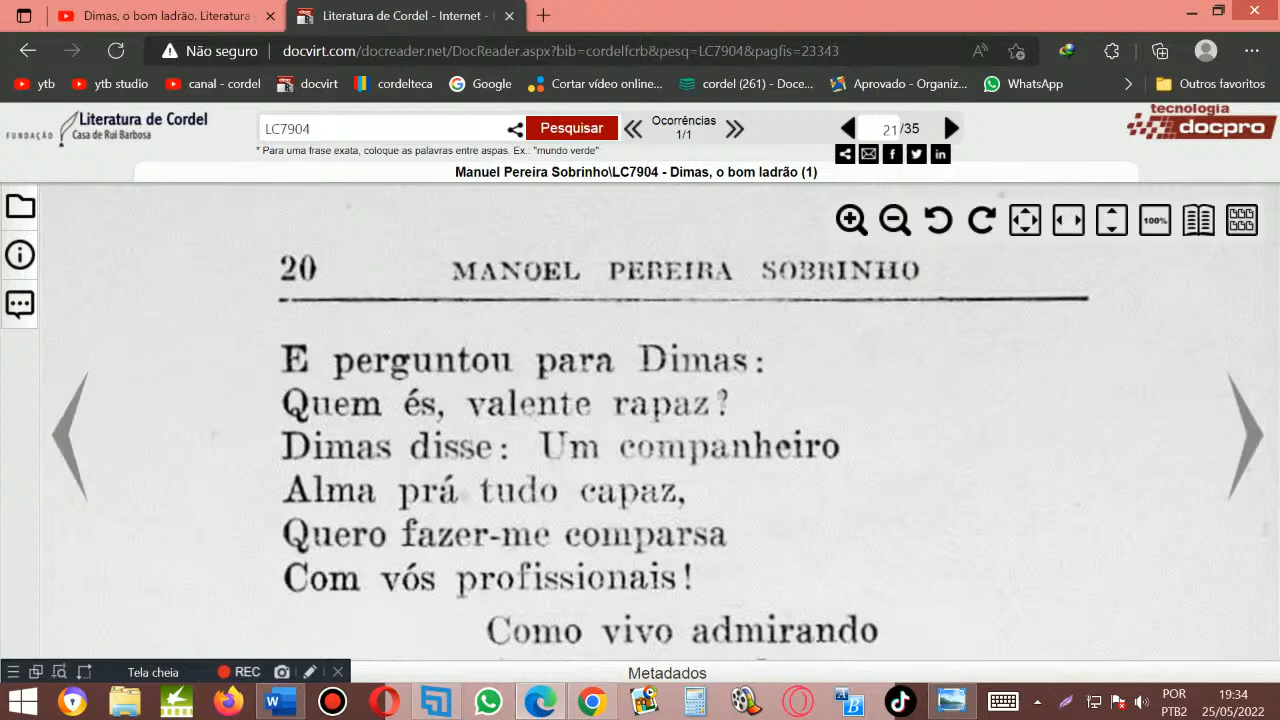 Dimas, o bom ladrão. Literatura
Literatura de Cordel - Internet -
Não seguro
docvirt.com/docreader.net/DocReader.aspx?bib=cordelfcrb&pesq=LC7904&pagfis=23343
ytb
ytb studio
canal - cordel
docvirt
cordelteca
Google
Cortar vídeo online...
cordel (261) - Doce...
Aprovado - Organiz...
WhatsApp
Outros favoritos
FUNDAÇÃO
Literatura de Cordel
Casa de Rui Barbosa
LC7904
Pesquisar
Ocorrências
1/1
21 /35
tecnologia
docpro
* Para uma frase exata, coloque as palavras entre aspas. Ex.: "mundo verde"
Manuel Pereira Sobrinho\LC7904 - Dimas, o bom ladrão (1)
100%
20 MANOEL PEREIRA SOBRINHO
E perguntou para Dimas:
Quem és, valente rapaz?
Dimas disse: Um companheiro
Alma prá tudo capaz,
Quero fazer-me comparsa
Com vós profissionais!
Como vivo admirando
Tela cheia
REC
Metadados
POR
PTB2
19:34
25/05/2022